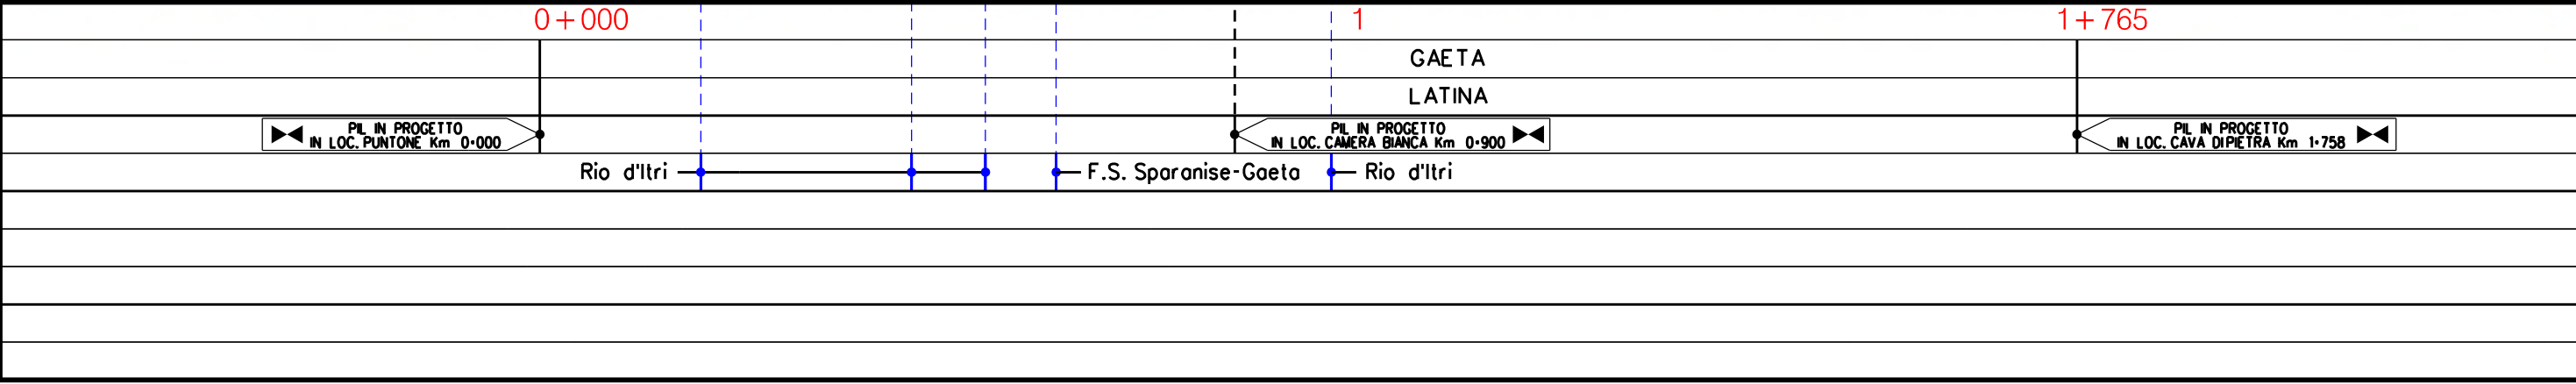 0+000
1
1+765
GAETA
LATINA
PIL IN PROGETTO
IN LOC. PUNTONE Km 0+000
PIL IN PROGETTO
IN LOC. CAMERA BIANCA Km 0+900
PIL IN PROGETTO
IN LOC. CAVA DI PIETRA Km 1+758
Rio d'Itri
F.S. Sparanise-Gaeta
Rio d'Itri